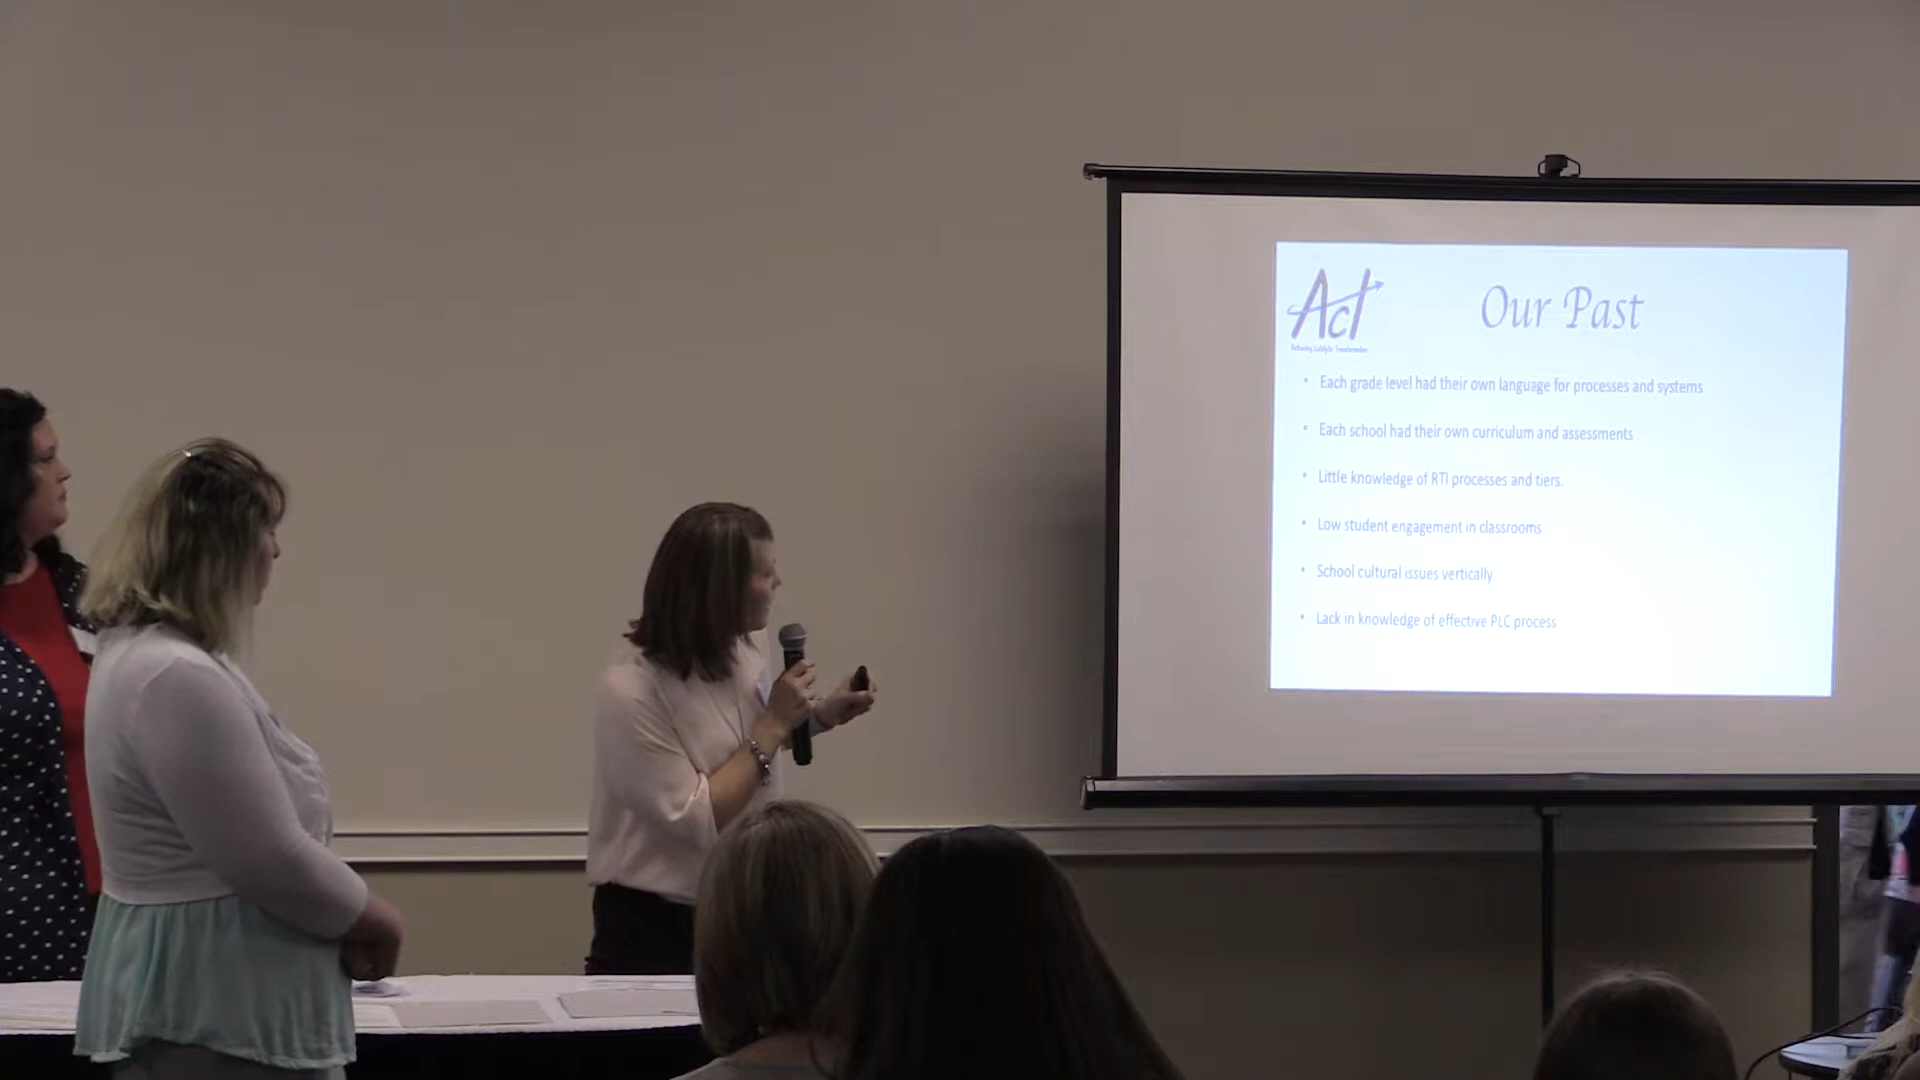 Act
Our Past
• Each grade level had their own language for processes and systems
• Each school had their own curriculum and assessments
• Little knowledge of RTI processes and tiers.
• Low student engagement in classrooms
• School cultural issues vertically
• Lack in knowledge of effective PLC process